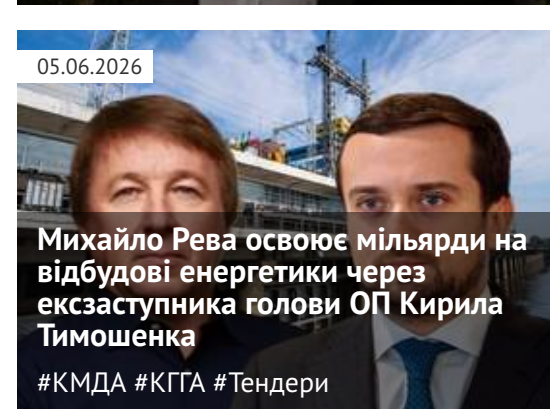 05.06.2026
Михайло Рева освоює мільярди на
відбудові енергетики через
ексзаступника голови ОП Кирила
Тимошенка
#КМДА #КГГА #Тендери